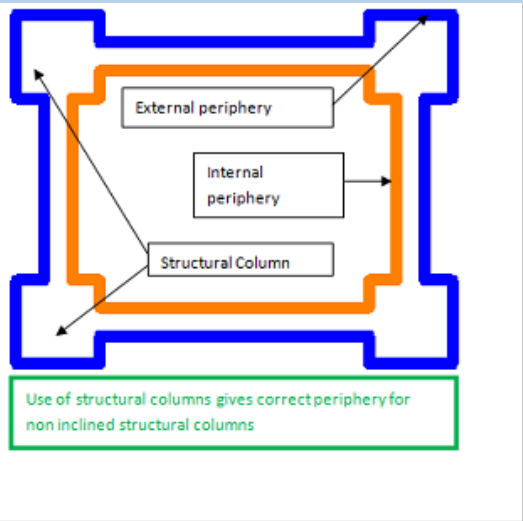 External periphery
Internal
periphery
Structural Column
Use of structural columns gives correct periphery for
non inclined structural columns